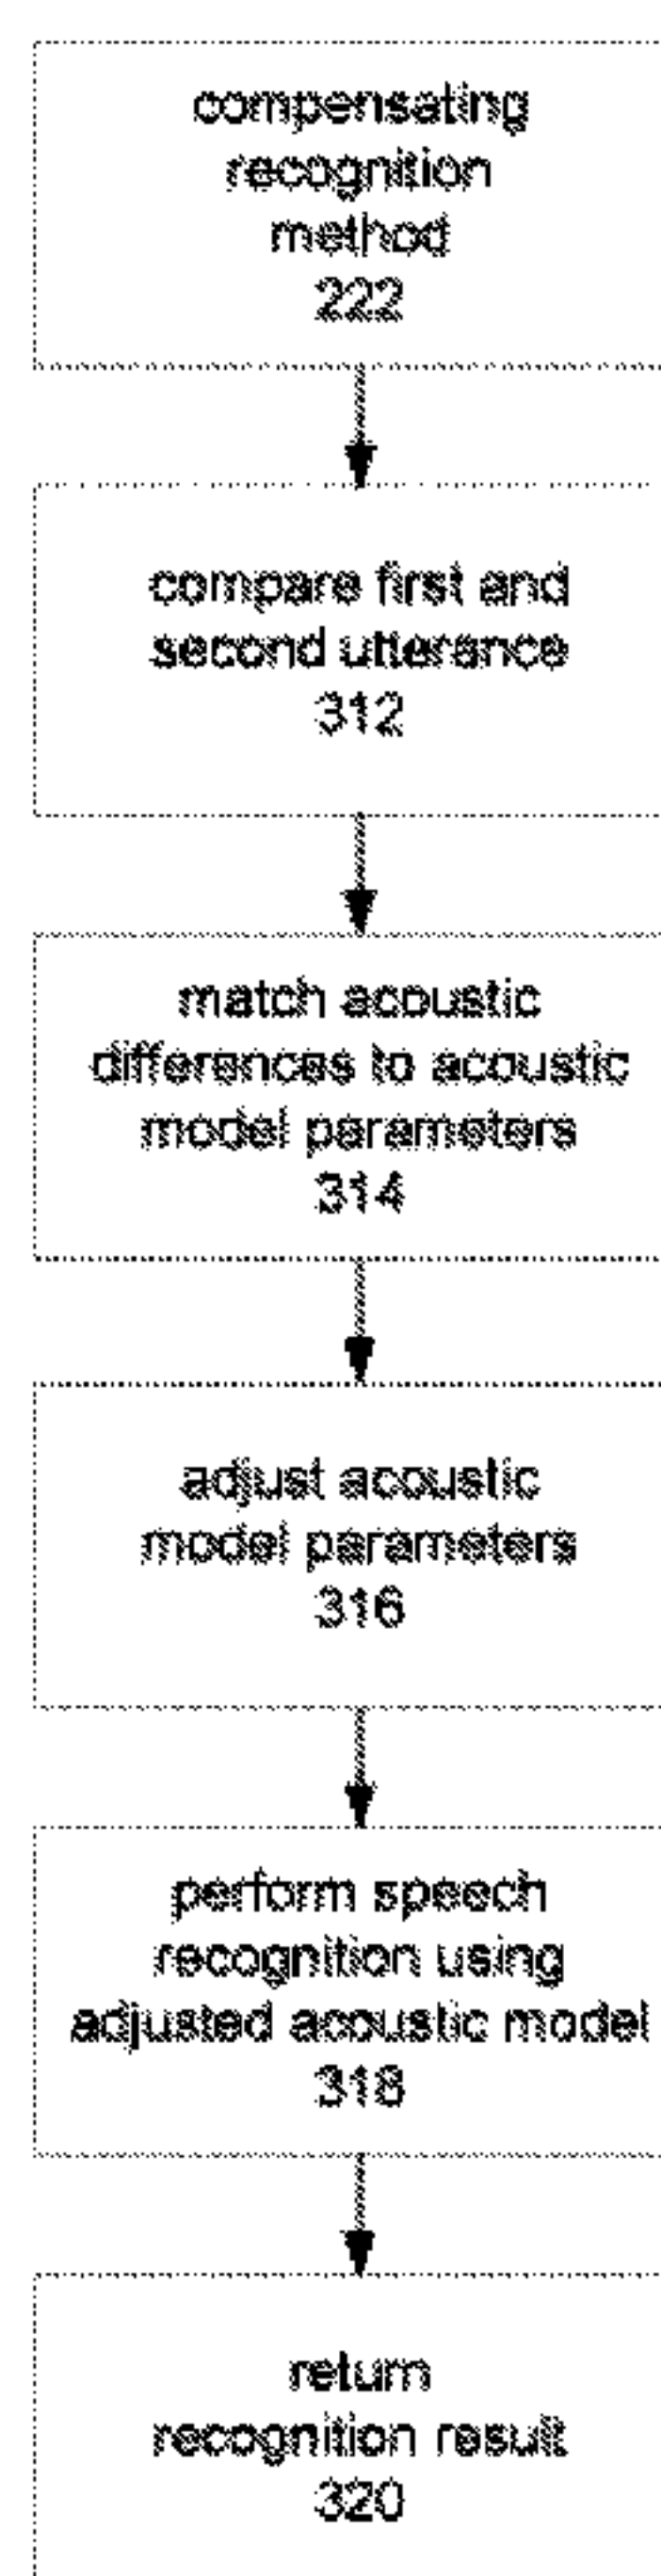 compensating
recognition
method
222
compare first and
second utterance
312
match acoustic
differences to acoustic
model parameters
314
adjust acoustic
model parameters
316
perform speech
recognition using
adjusted acoustic model
318
return
recognition result
320